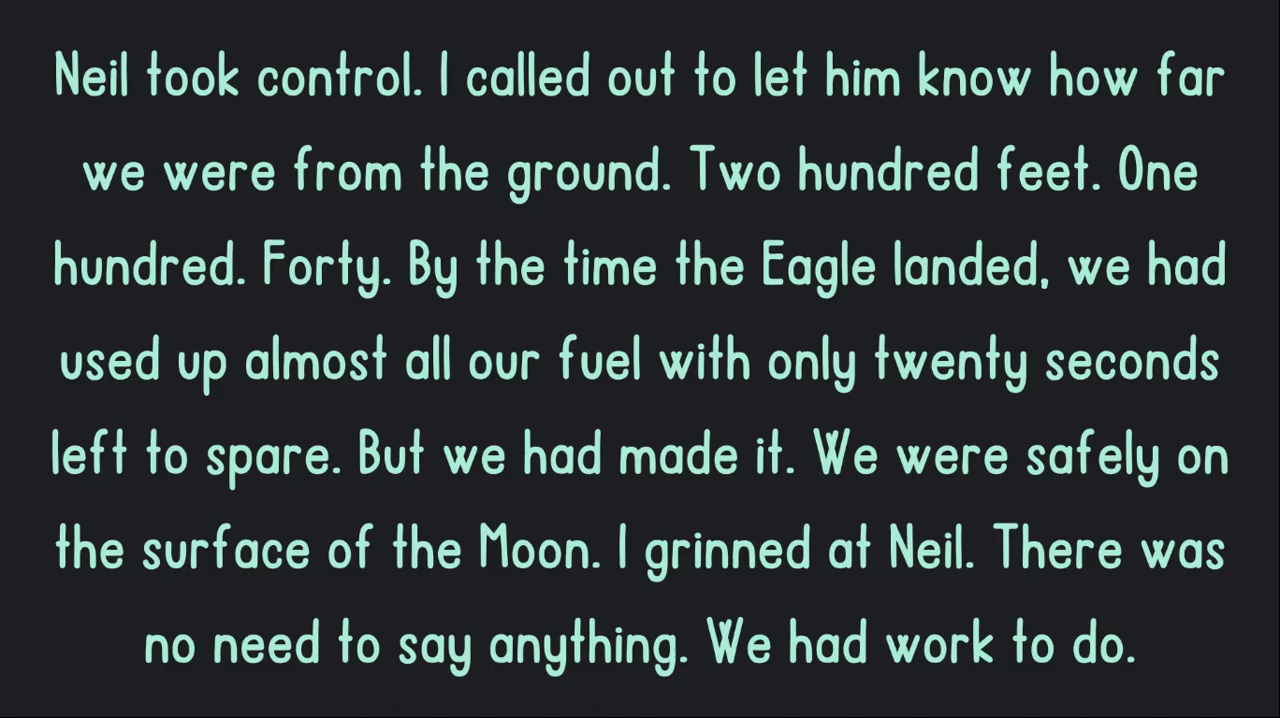 Neil took control. I called out to let him know how far
we were from the ground. Two hundred feet. One
hundred. Forty. By the time the Eagle landed, we had
used up almost all our fuel with only twenty seconds
left to spare. But we had made it. We were safely on
the surface of the Moon. I grinned at Neil. There was
no need to say anything. We had work to do.